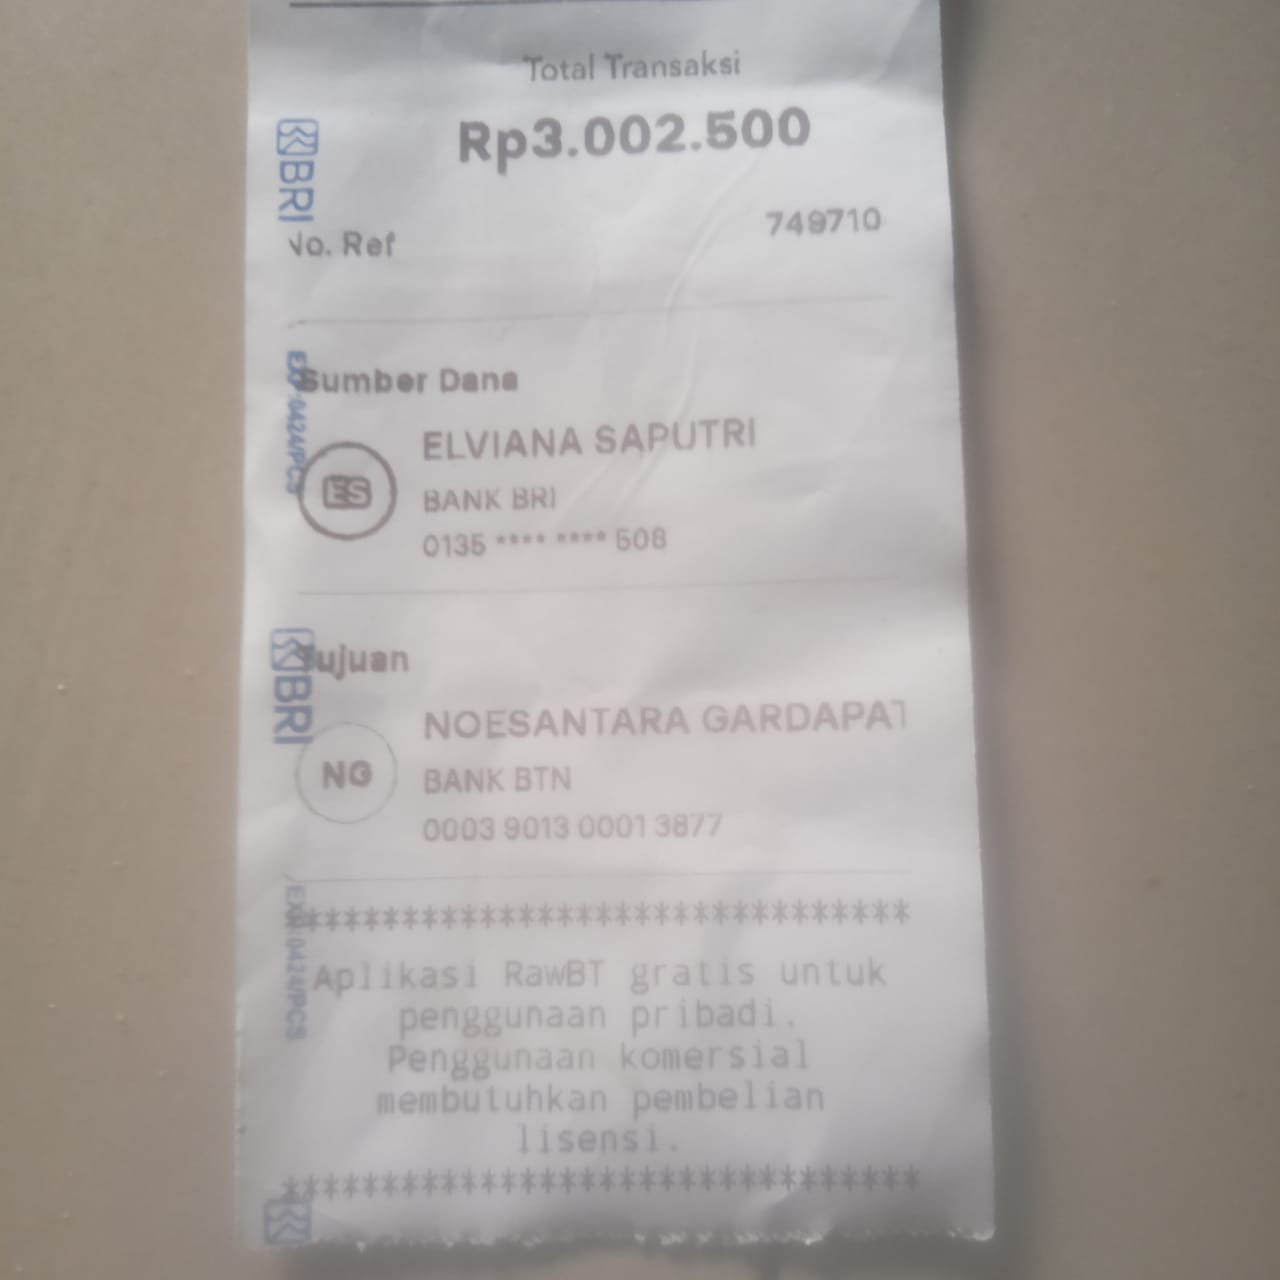 Total Transaksi
Rp3.002.500
BRI
No. Ref 749710
Sumber Dana
ELVIANA SAPUTRI
ES
BANK BRI
0135 **** **** 508
Tujuan
BRI
NOESANTARA GARDAPAT
NG
BANK BTN
0003 9013 0001 3877
*********************************
Aplikasi RawBT gratis untuk
penggunaan pribadi.
Penggunaan komersial
membutuhkan pembelian
lisensi.
*********************************